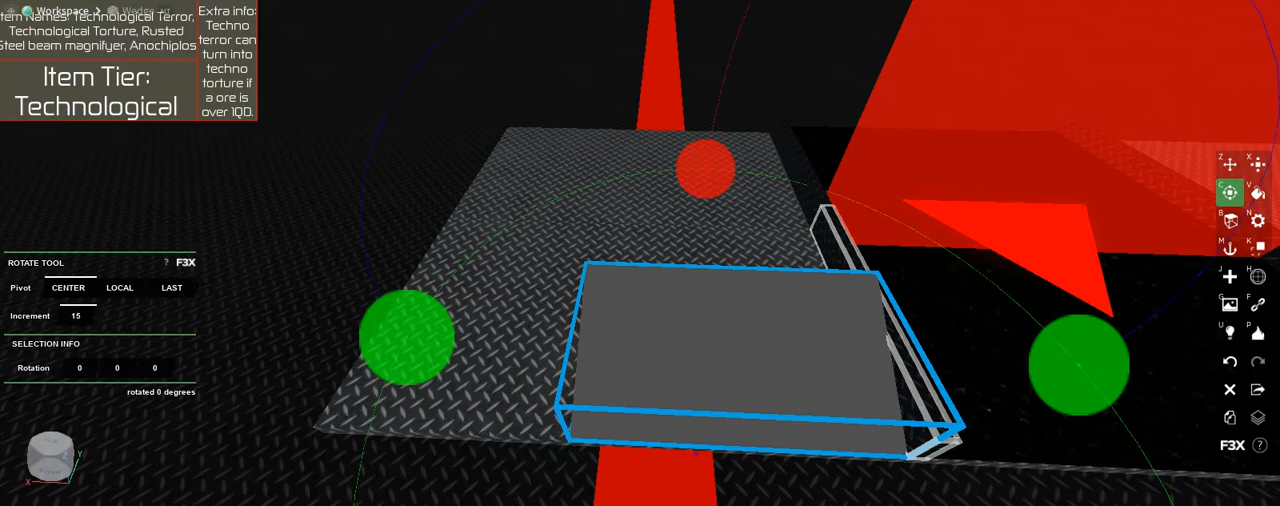 Workspace > Wedge
Item Names: Technological Terror,
Technological Torture, Rusted
Steel beam magnifyer, Anochiplos
Item Tier:
Technological
Extra info:
Techno
terror can
turn into
techno
torture if
a ore is
over 1QD.
ROTATE TOOL ? F3X
Pivot CENTER LOCAL LAST
Increment 15
SELECTION INFO
Rotation 0 0 0
rotated 0 degrees
X
Y
Z
Z X
C V
B N
M K
J H
G F
U P
F3X ?